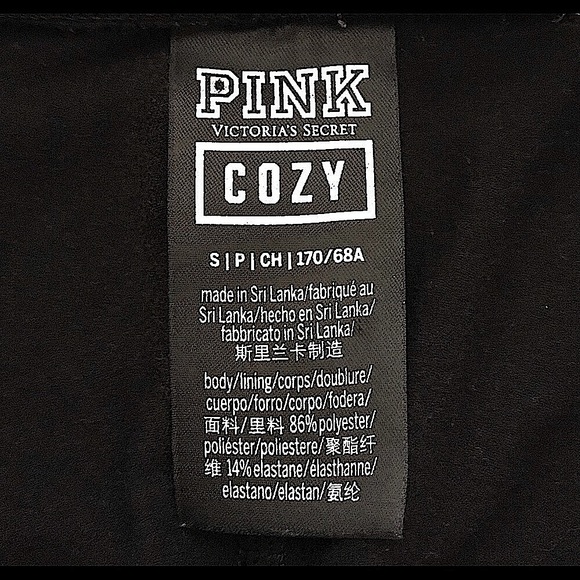 PINK
VICTORIA'S SECRET
COZY
S | P | CH | 170/68A
made in Sri Lanka/fabriqué au
Sri Lanka/hecho en Sri Lanka/
fabbricato in Sri Lanka/
斯里兰卡制造
body/lining/corps/doublure/
cuerpo/forro/corpo/fodera/
面料/里料 86% polyester/
poliéster/poliestere/聚酯纤
维 14% elastane/élasthanne/
elastano/elastan/氨纶